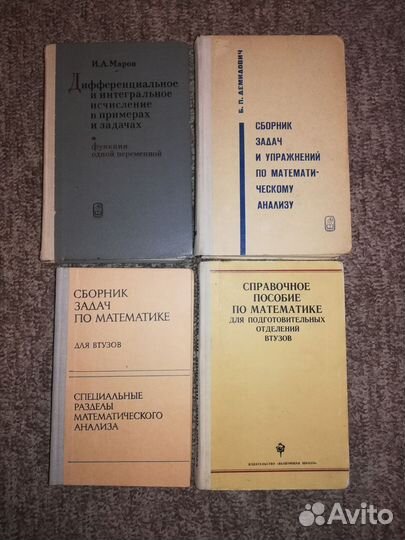 И.А.Марон
Дифференциальное
и интегральное
исчисление
в примерах
и задачах
функции
одной переменной
Б. П. ДЕМИДОВИЧ
СБОРНИК
ЗАДАЧ
И УПРАЖНЕНИЙ
ПО МАТЕМАТИ-
ЧЕСКОМУ
АНАЛИЗУ
СБОРНИК
ЗАДАЧ
ПО МАТЕМАТИКЕ
ДЛЯ ВТУЗОВ
СПЕЦИАЛЬНЫЕ
РАЗДЕЛЫ
МАТЕМАТИЧЕСКОГО
АНАЛИЗА
СПРАВОЧНОЕ
ПОСОБИЕ
ПО МАТЕМАТИКЕ
ДЛЯ ПОДГОТОВИТЕЛЬНЫХ
ОТДЕЛЕНИЙ
ВТУЗОВ
ИЗДАТЕЛЬСТВО «ВЫСШАЯ ШКОЛА»
Avito